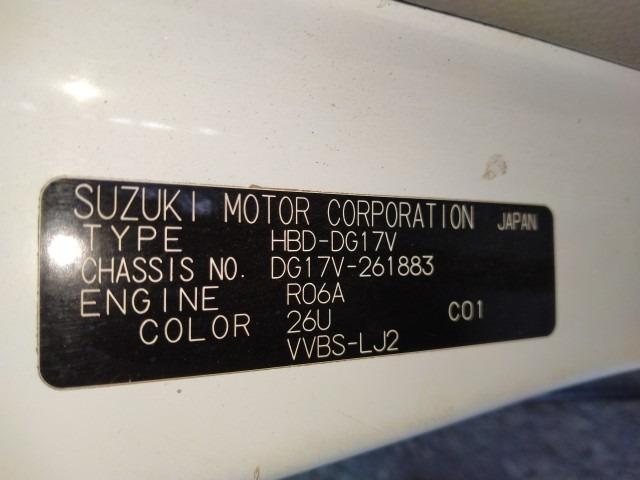 SUZUKI MOTOR CORPORATION JAPAN
TYPE HBD-DG17V
CHASSIS NO. DG17V-261883
ENGINE R06A
COLOR 26U C01
VVBS-LJ2